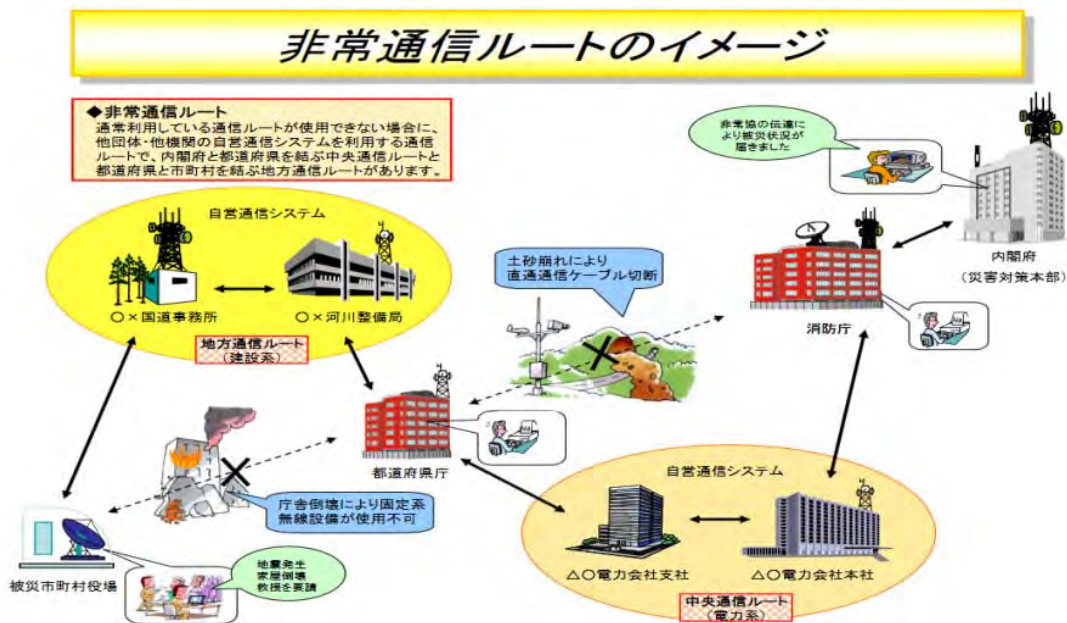 非常通信ルートのイメージ
◆非常通信ルート
通常利用している通信ルートが使用できない場合に、
他団体・他機関の自営通信システムを利用する通信
ルートで、内閣府と都道府県を結ぶ中央通信ルートと
都道府県と市町村を結ぶ地方通信ルートがあります。
非常協の伝達に
より被災状況が
届きました
内閣府
(災害対策本部)
自営通信システム
〇×国道事務所
〇×河川整備局
地方通信ルート
(建設系)
土砂崩れにより
直通通信ケーブル切断
消防庁
都道府県庁
庁舎倒壊により固定系
無線設備が使用不可
自営通信システム
△〇電力会社支社
△〇電力会社本社
中央通信ルート
(電力系)
被災市町村役場
地震発生
家屋倒壊
救援を要請